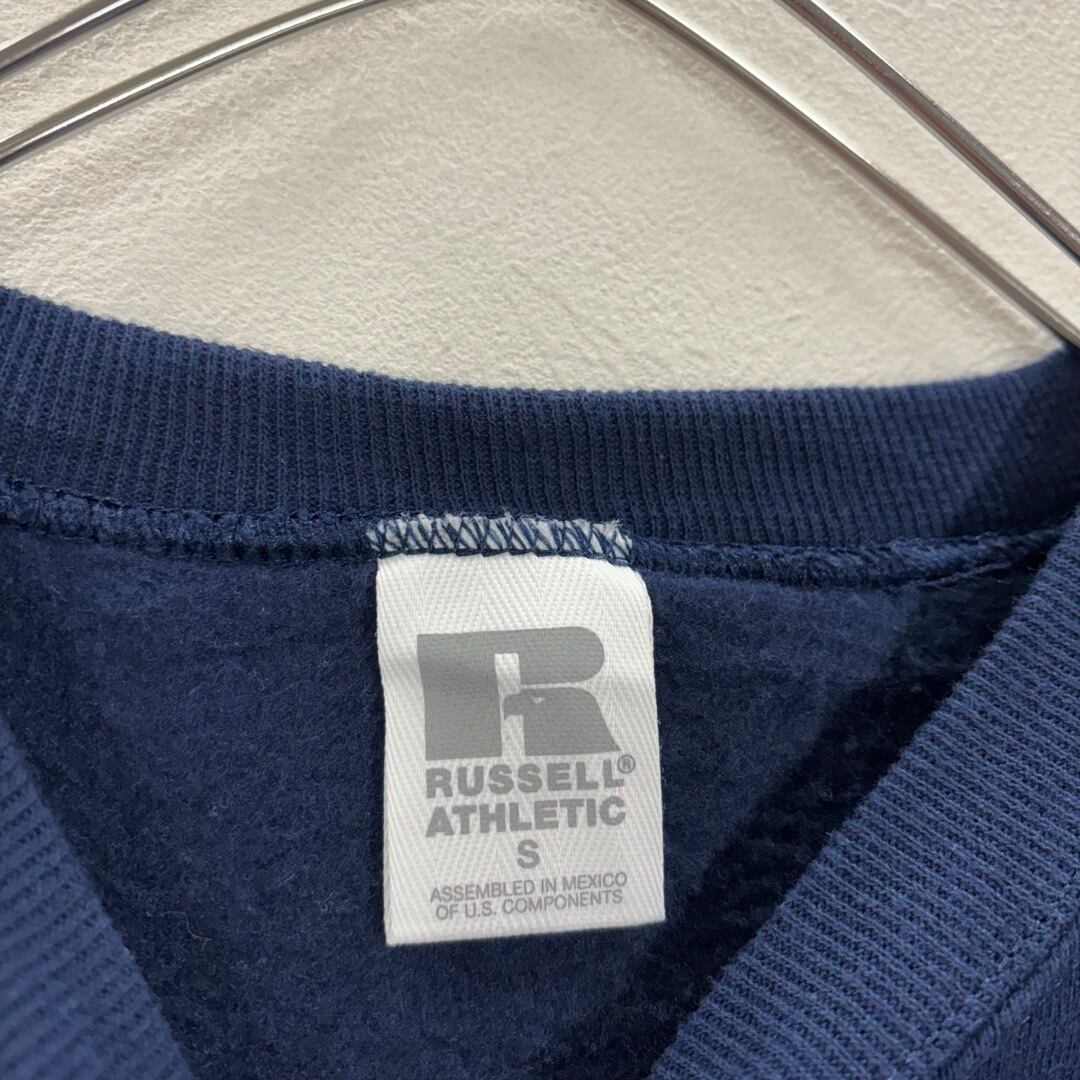 R
RUSSELL®
ATHLETIC
S
ASSEMBLED IN MEXICO
OF U.S. COMPONENTS